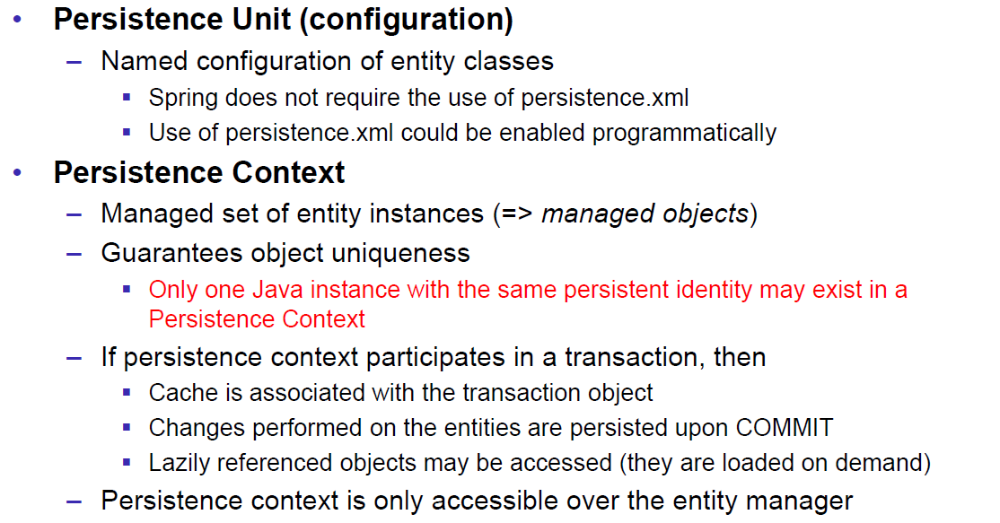 • Persistence Unit (configuration)
– Named configuration of entity classes
▪ Spring does not require the use of persistence.xml
▪ Use of persistence.xml could be enabled programmatically
• Persistence Context
– Managed set of entity instances (=> managed objects)
– Guarantees object uniqueness
▪ Only one Java instance with the same persistent identity may exist in a
Persistence Context
– If persistence context participates in a transaction, then
▪ Cache is associated with the transaction object
▪ Changes performed on the entities are persisted upon COMMIT
▪ Lazily referenced objects may be accessed (they are loaded on demand)
– Persistence context is only accessible over the entity manager